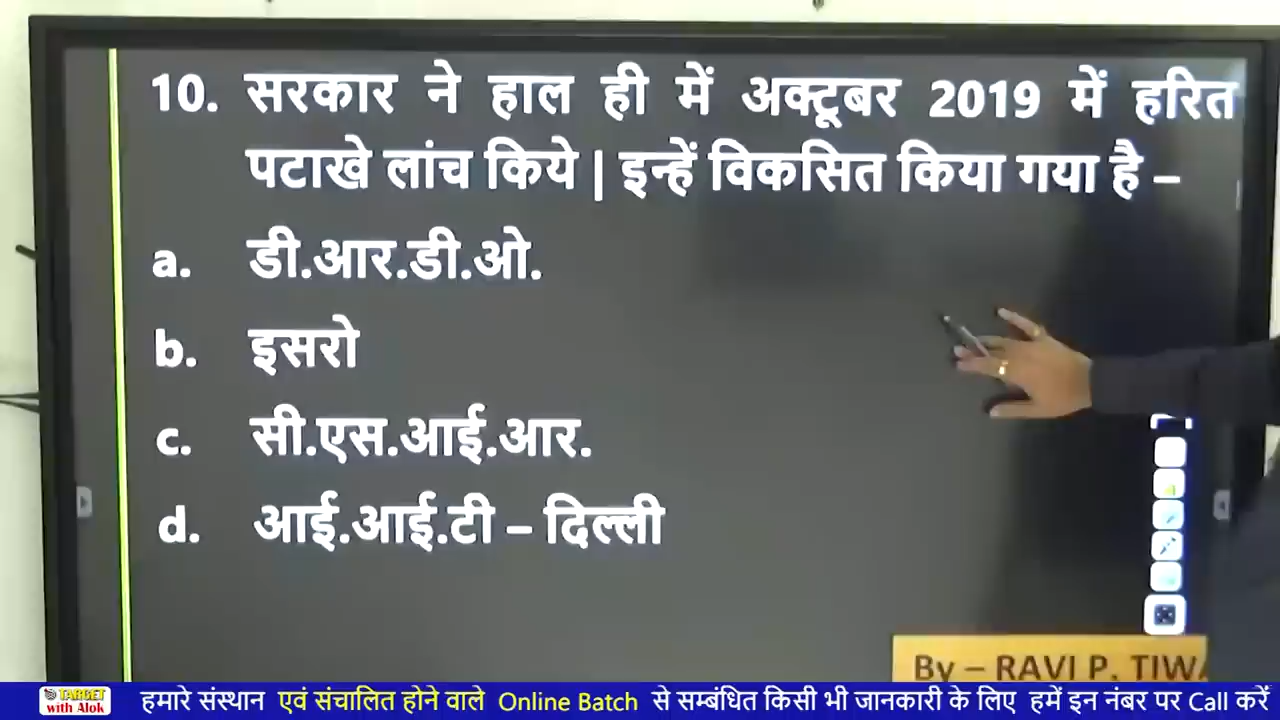 10. सरकार ने हाल ही में अक्टूबर 2019 में हरित
पटाखे लांच किये | इन्हें विकसित किया गया है –
a. डी.आर.डी.ओ.
b. इसरो
c. सी.एस.आई.आर.
d. आई.आई.टी – दिल्ली
By – RAVI P. TIWA
TARGET
with Alok
हमारे संस्थान एवं संचालित होने वाले Online Batch से सम्बंधित किसी भी जानकारी के लिए हमें इन नंबर पर Call करें